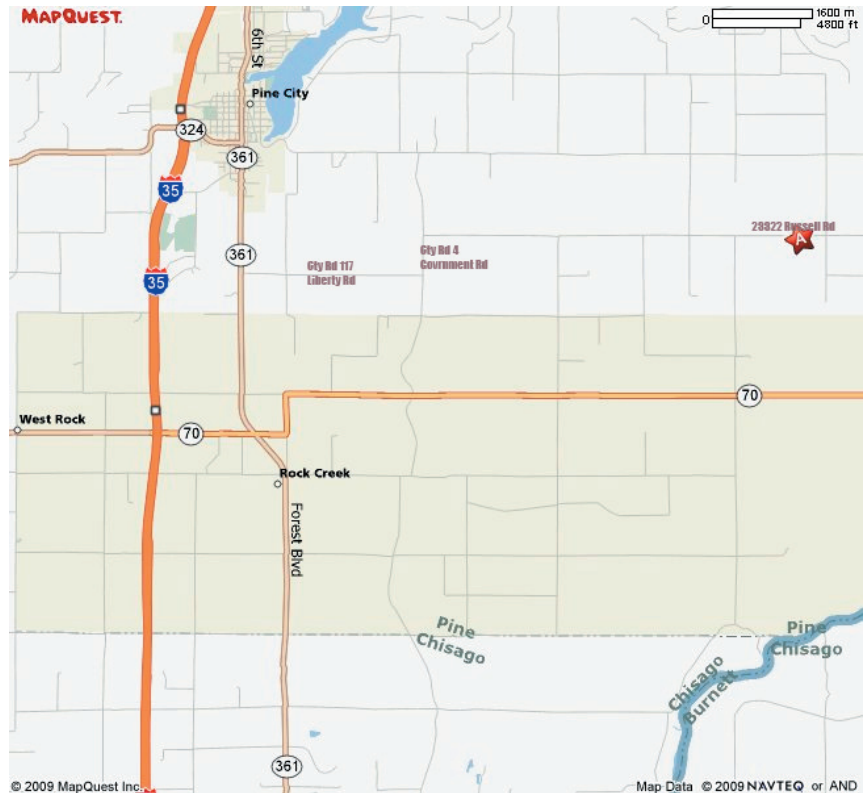 MAPQUEST.
0 1600 m
4800 ft
6th St
Pine City
324
361
35
29322 Russell Rd
A
361
Cty Rd 4
Covrnment Rd
Cty Rd 117
Liberty Rd
35
70
West Rock
70
Rock Creek
Forest Blvd
Pine
Chisago
Pine
Chisago
Chisago
Burnett
361
© 2009 MapQuest Inc.
Map Data © 2009 NAVTEQ or AND